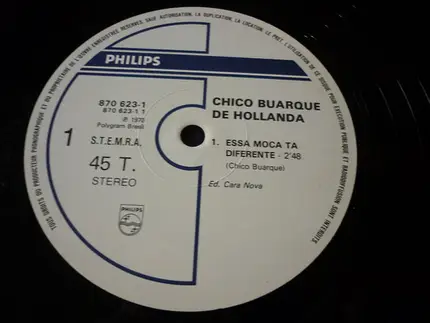 TOUS DROITS DU PRODUCTEUR PHONOGRAPHIQUE ET DU PROPRIETAIRE DE L'ŒUVRE ENREGISTREE RESERVES. SAUF AUTORISATION, LA DUPLICATION, LA LOCATION, LE PRET, L'UTILISATION DE CE DISQUE POUR EXECUTION PUBLIQUE ET RADIODIFFUSION SONT INTERDITS.
PHILIPS
870 623-1
870 623-1 1
℗ 1970
Polygram Bresil
1
S.T.E.M.R.A.
45 T.
STEREO
PHILIPS
CHICO BUARQUE
DE HOLLANDA
1. ESSA MOCA TA
DIFERENTE - 2'48
(Chico Buarque)
Ed. Cara Nova